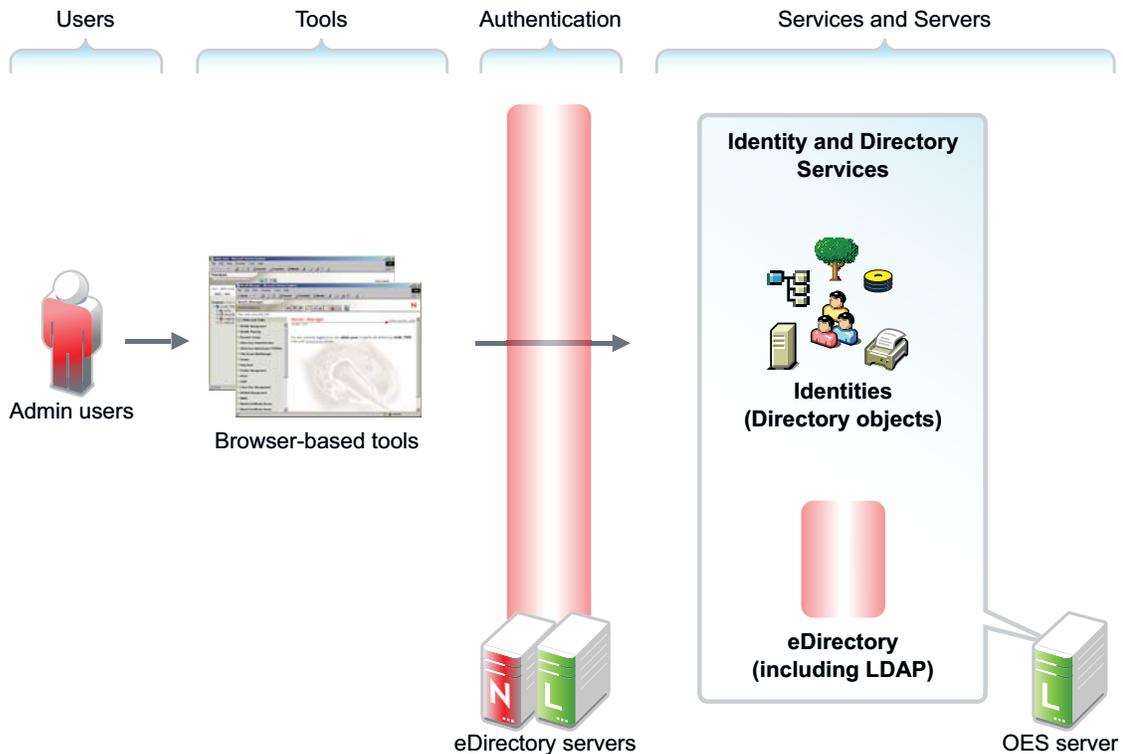 Users
Tools
Authentication
Services and Servers
Identity and Directory
Services
Admin users
Browser-based tools
Identities
(Directory objects)
eDirectory
(including LDAP)
N
L
L
eDirectory servers
OES server